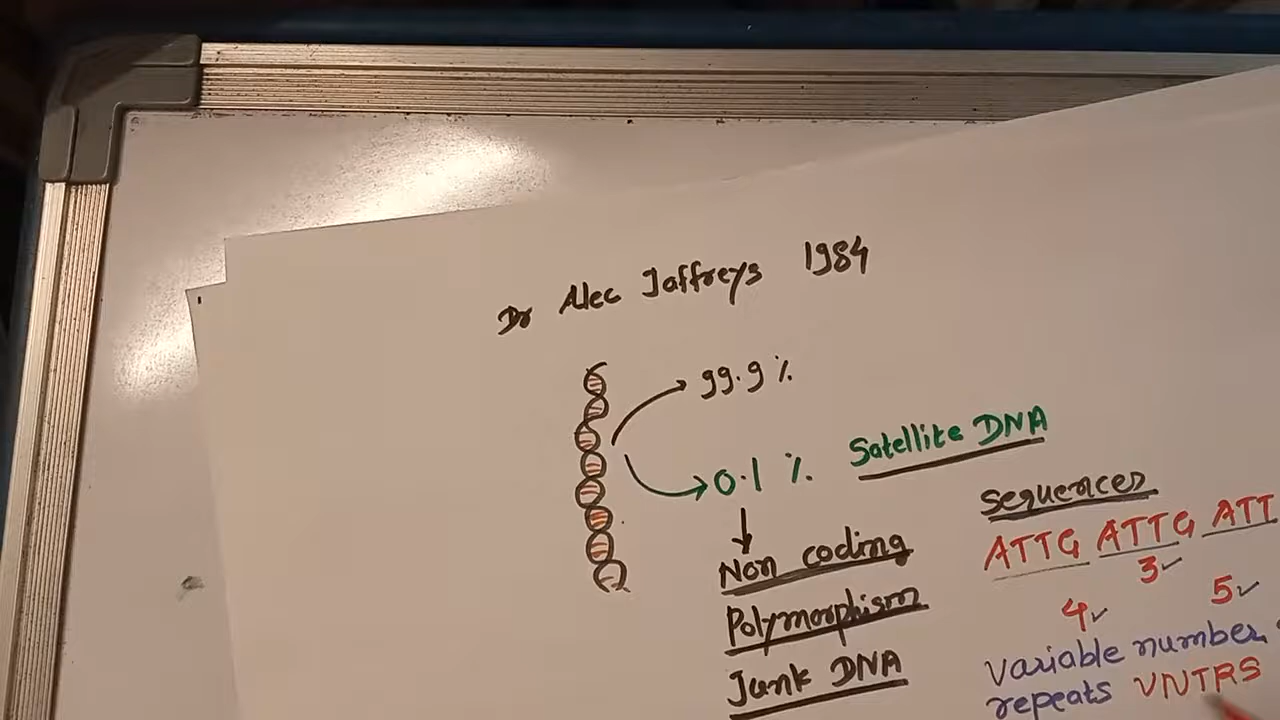 Dr Alec Jaffreys 1984
99.9 %
0.1 % Satellite DNA
Non coding
Polymorphism
Junk DNA
Sequences
ATTG ATTG ATT
3
4 5
Variable number
repeats VNTRS